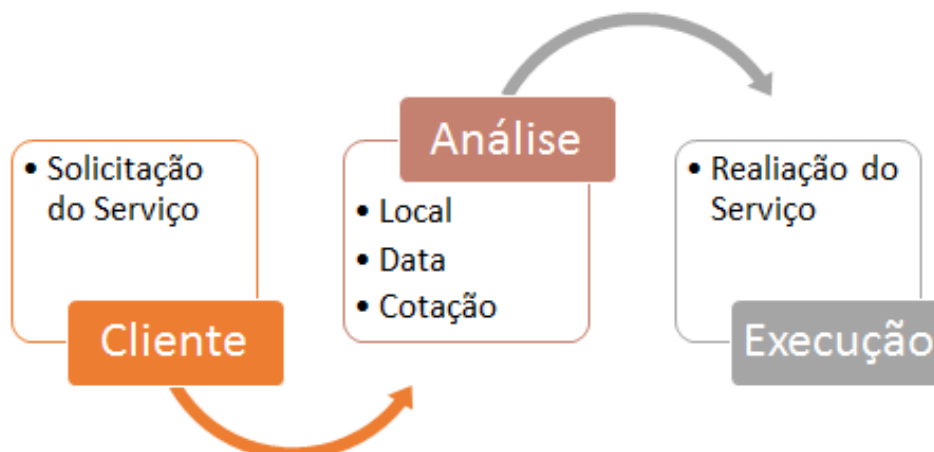 • Solicitação
do Serviço
Cliente
Análise
• Local
• Data
• Cotação
• Realiação do
Serviço
Execução